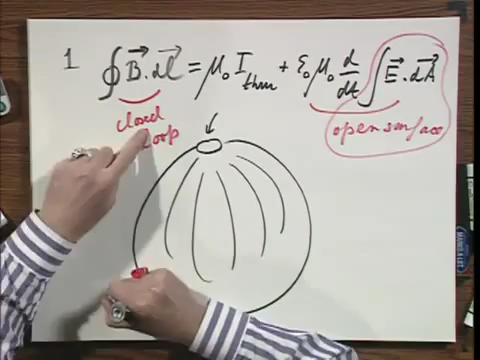 1 ∮B⃗·dl⃗ = μ₀ I_thru + ε₀μ₀ d/dt ∫E⃗·dA⃗
closed
loop
open surface